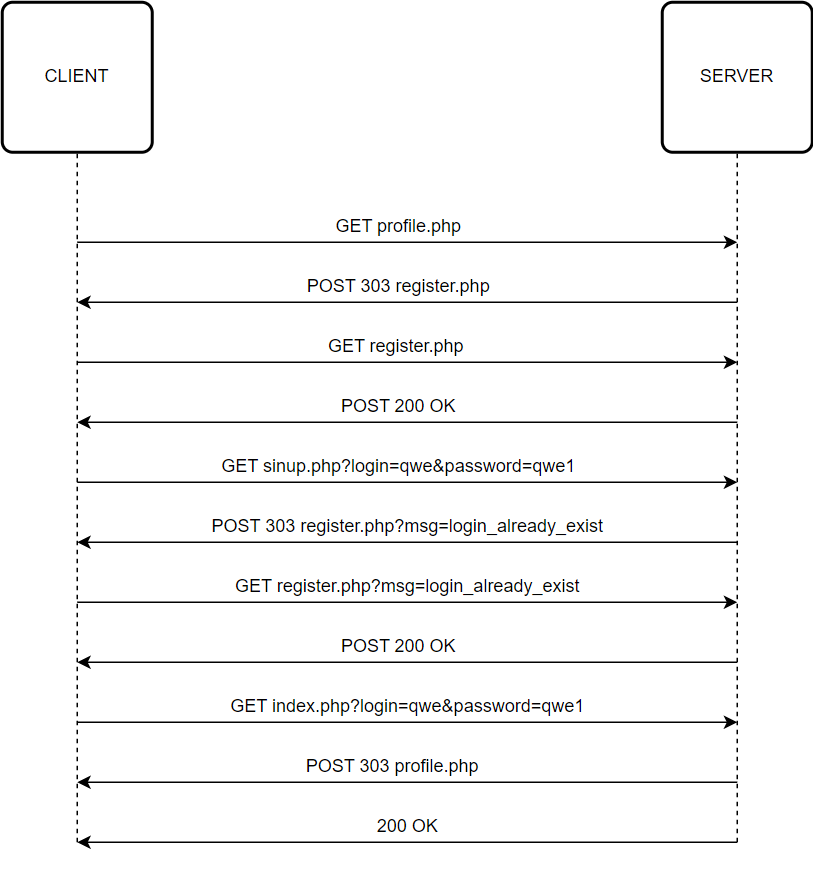 CLIENT
SERVER
GET profile.php
POST 303 register.php
GET register.php
POST 200 OK
GET sinup.php?login=qwe&password=qwe1
POST 303 register.php?msg=login_already_exist
GET register.php?msg=login_already_exist
POST 200 OK
GET index.php?login=qwe&password=qwe1
POST 303 profile.php
200 OK